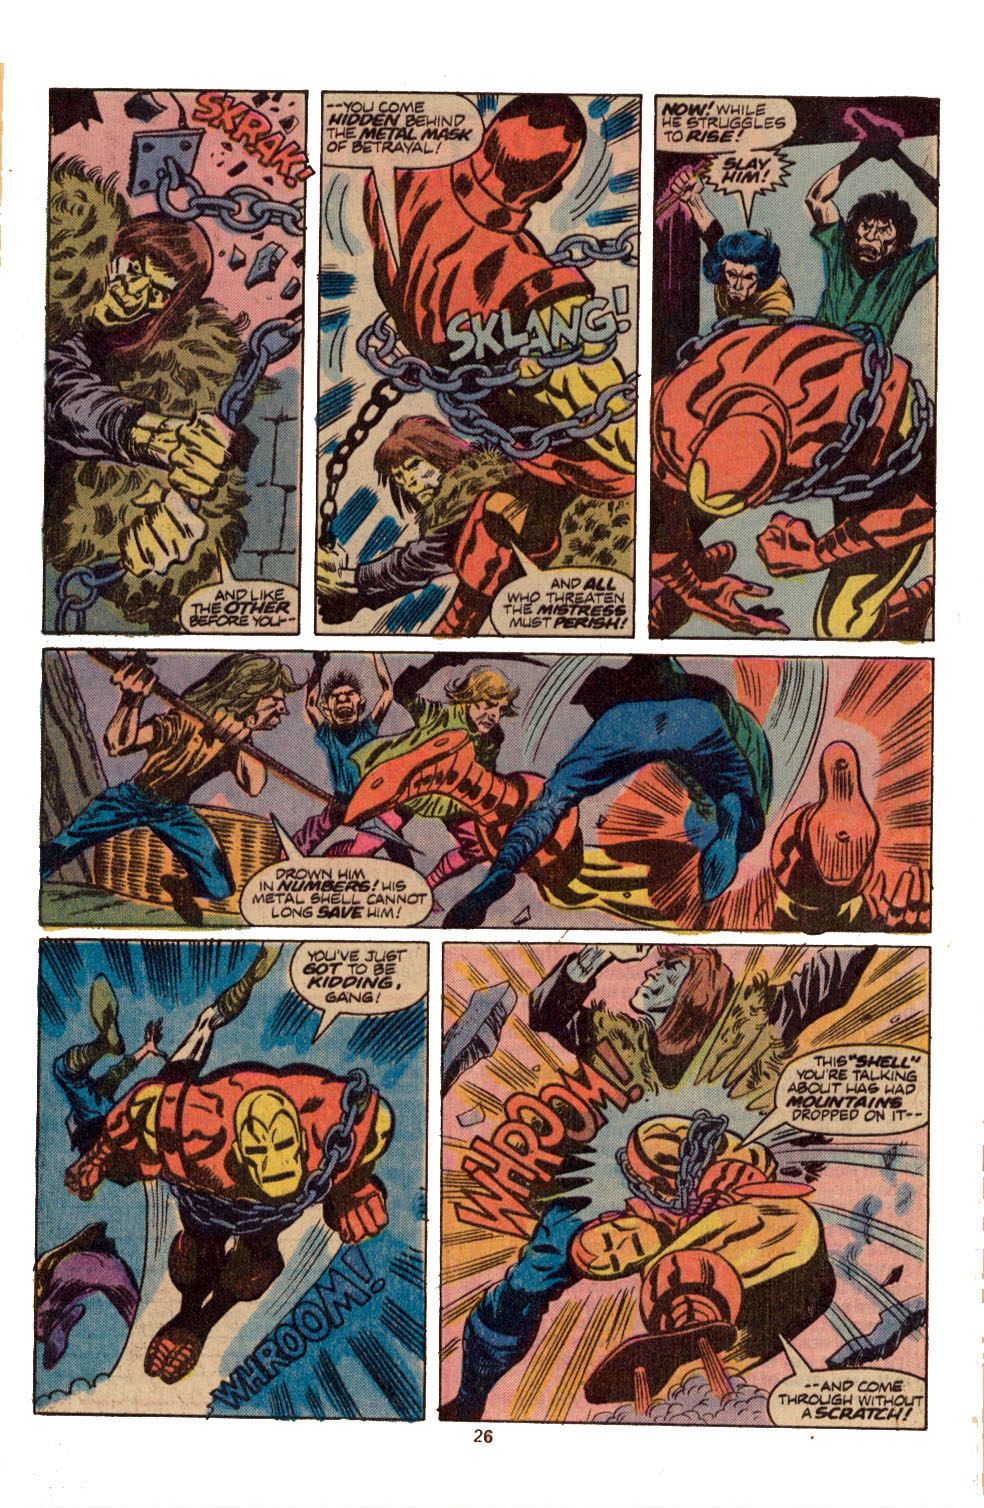 SKRAK!
AND LIKE
THE OTHER
BEFORE YOU--
--YOU COME
HIDDEN BEHIND
THE METAL MASK
OF BETRAYAL!
SKLANG!
AND ALL
WHO THREATEN
THE MISTRESS
MUST PERISH!
NOW! WHILE
HE STRUGGLES
TO RISE!
SLAY
HIM!
DROWN HIM
IN NUMBERS! HIS
METAL SHELL CANNOT
LONG SAVE HIM!
YOU'VE JUST
GOT TO BE
KIDDING,
GANG!
WHROOM!
WHROOM!
THIS "SHELL"
YOU'RE TALKING
ABOUT HAS HAD
MOUNTAINS
DROPPED ON IT--
--AND COME
THROUGH WITHOUT
A SCRATCH!
26